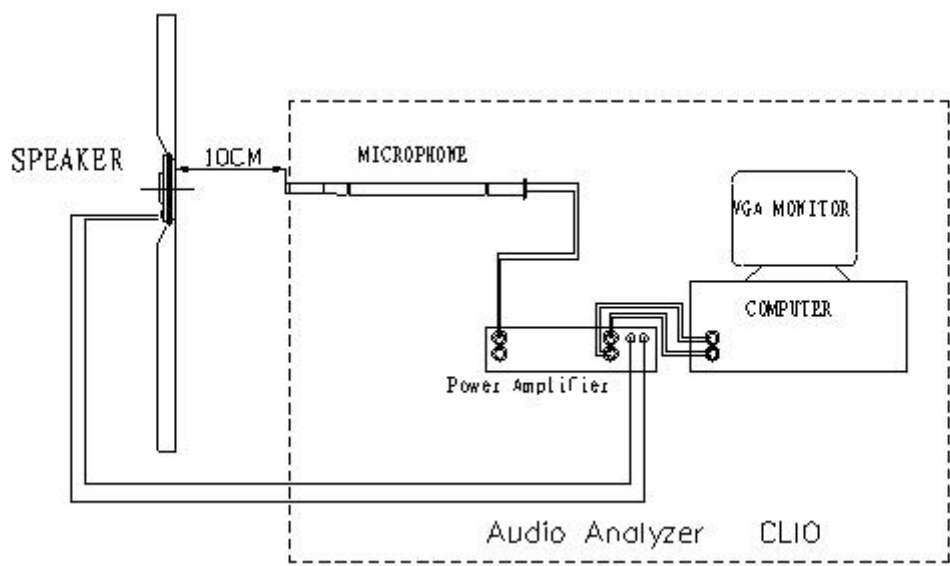 SPEAKER
10CM
MICROPHONE
VGA MONITOR
COMPUTER
Power Amplifier
Audio Analyzer CLIO